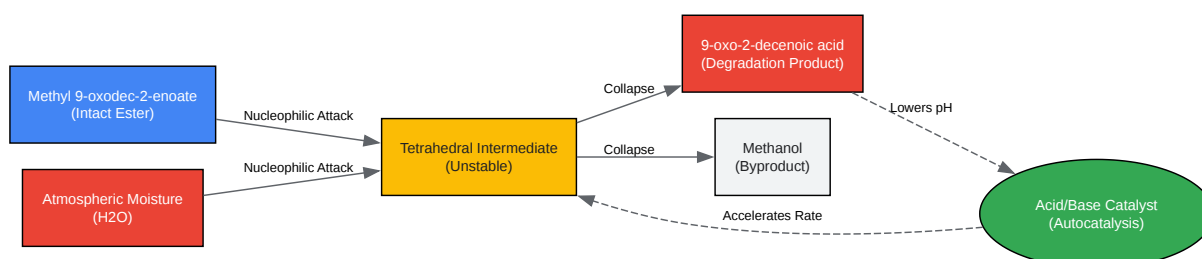 Methyl 9-oxodec-2-enoate
(Intact Ester)
Nucleophilic Attack
Atmospheric Moisture
(H2O)
Nucleophilic Attack
Tetrahedral Intermediate
(Unstable)
Collapse
9-oxo-2-decenoic acid
(Degradation Product)
Collapse
Methanol
(Byproduct)
Lowers pH
Accelerates Rate
Acid/Base Catalyst
(Autocatalysis)